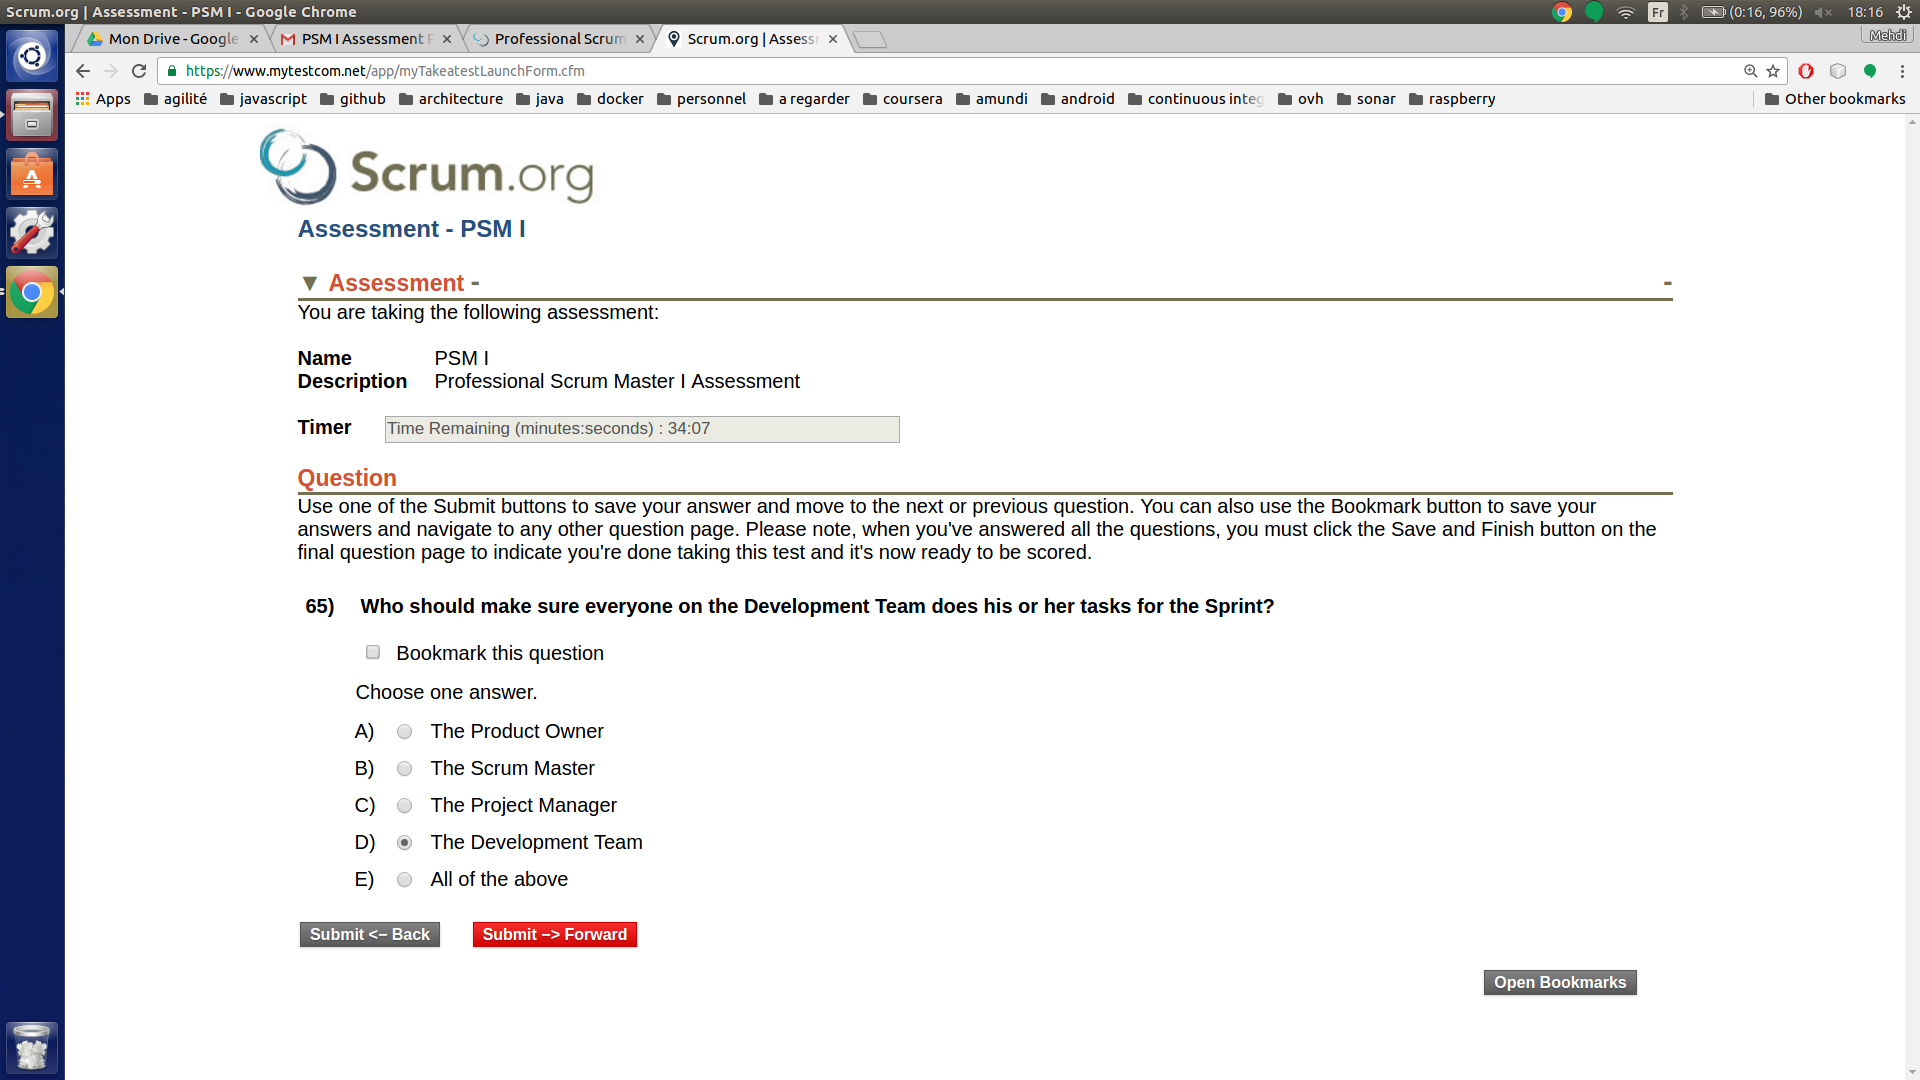 Scrum.org | Assessment - PSM I - Google Chrome
Fr
(0:16, 96%)
18:16
Mon Drive - Google
PSM I Assessment
Professional Scrum
Scrum.org | Assess
Mehdi
https://www.mytestcom.net/app/myTakeatestLaunchForm.cfm
Apps agilité javascript github architecture java docker personnel a regarder coursera amundi android continuous integ ovh sonar raspberry Other bookmarks
Scrum.org
Assessment - PSM I
▼ Assessment - -
You are taking the following assessment:
Name PSM I
Description Professional Scrum Master I Assessment
Timer Time Remaining (minutes:seconds) : 34:07
Question
Use one of the Submit buttons to save your answer and move to the next or previous question. You can also use the Bookmark button to save your
answers and navigate to any other question page. Please note, when you've answered all the questions, you must click the Save and Finish button on the
final question page to indicate you're done taking this test and it's now ready to be scored.
65) Who should make sure everyone on the Development Team does his or her tasks for the Sprint?
Bookmark this question
Choose one answer.
A) The Product Owner
B) The Scrum Master
C) The Project Manager
D) The Development Team
E) All of the above
Submit <– Back
Submit –> Forward
Open Bookmarks